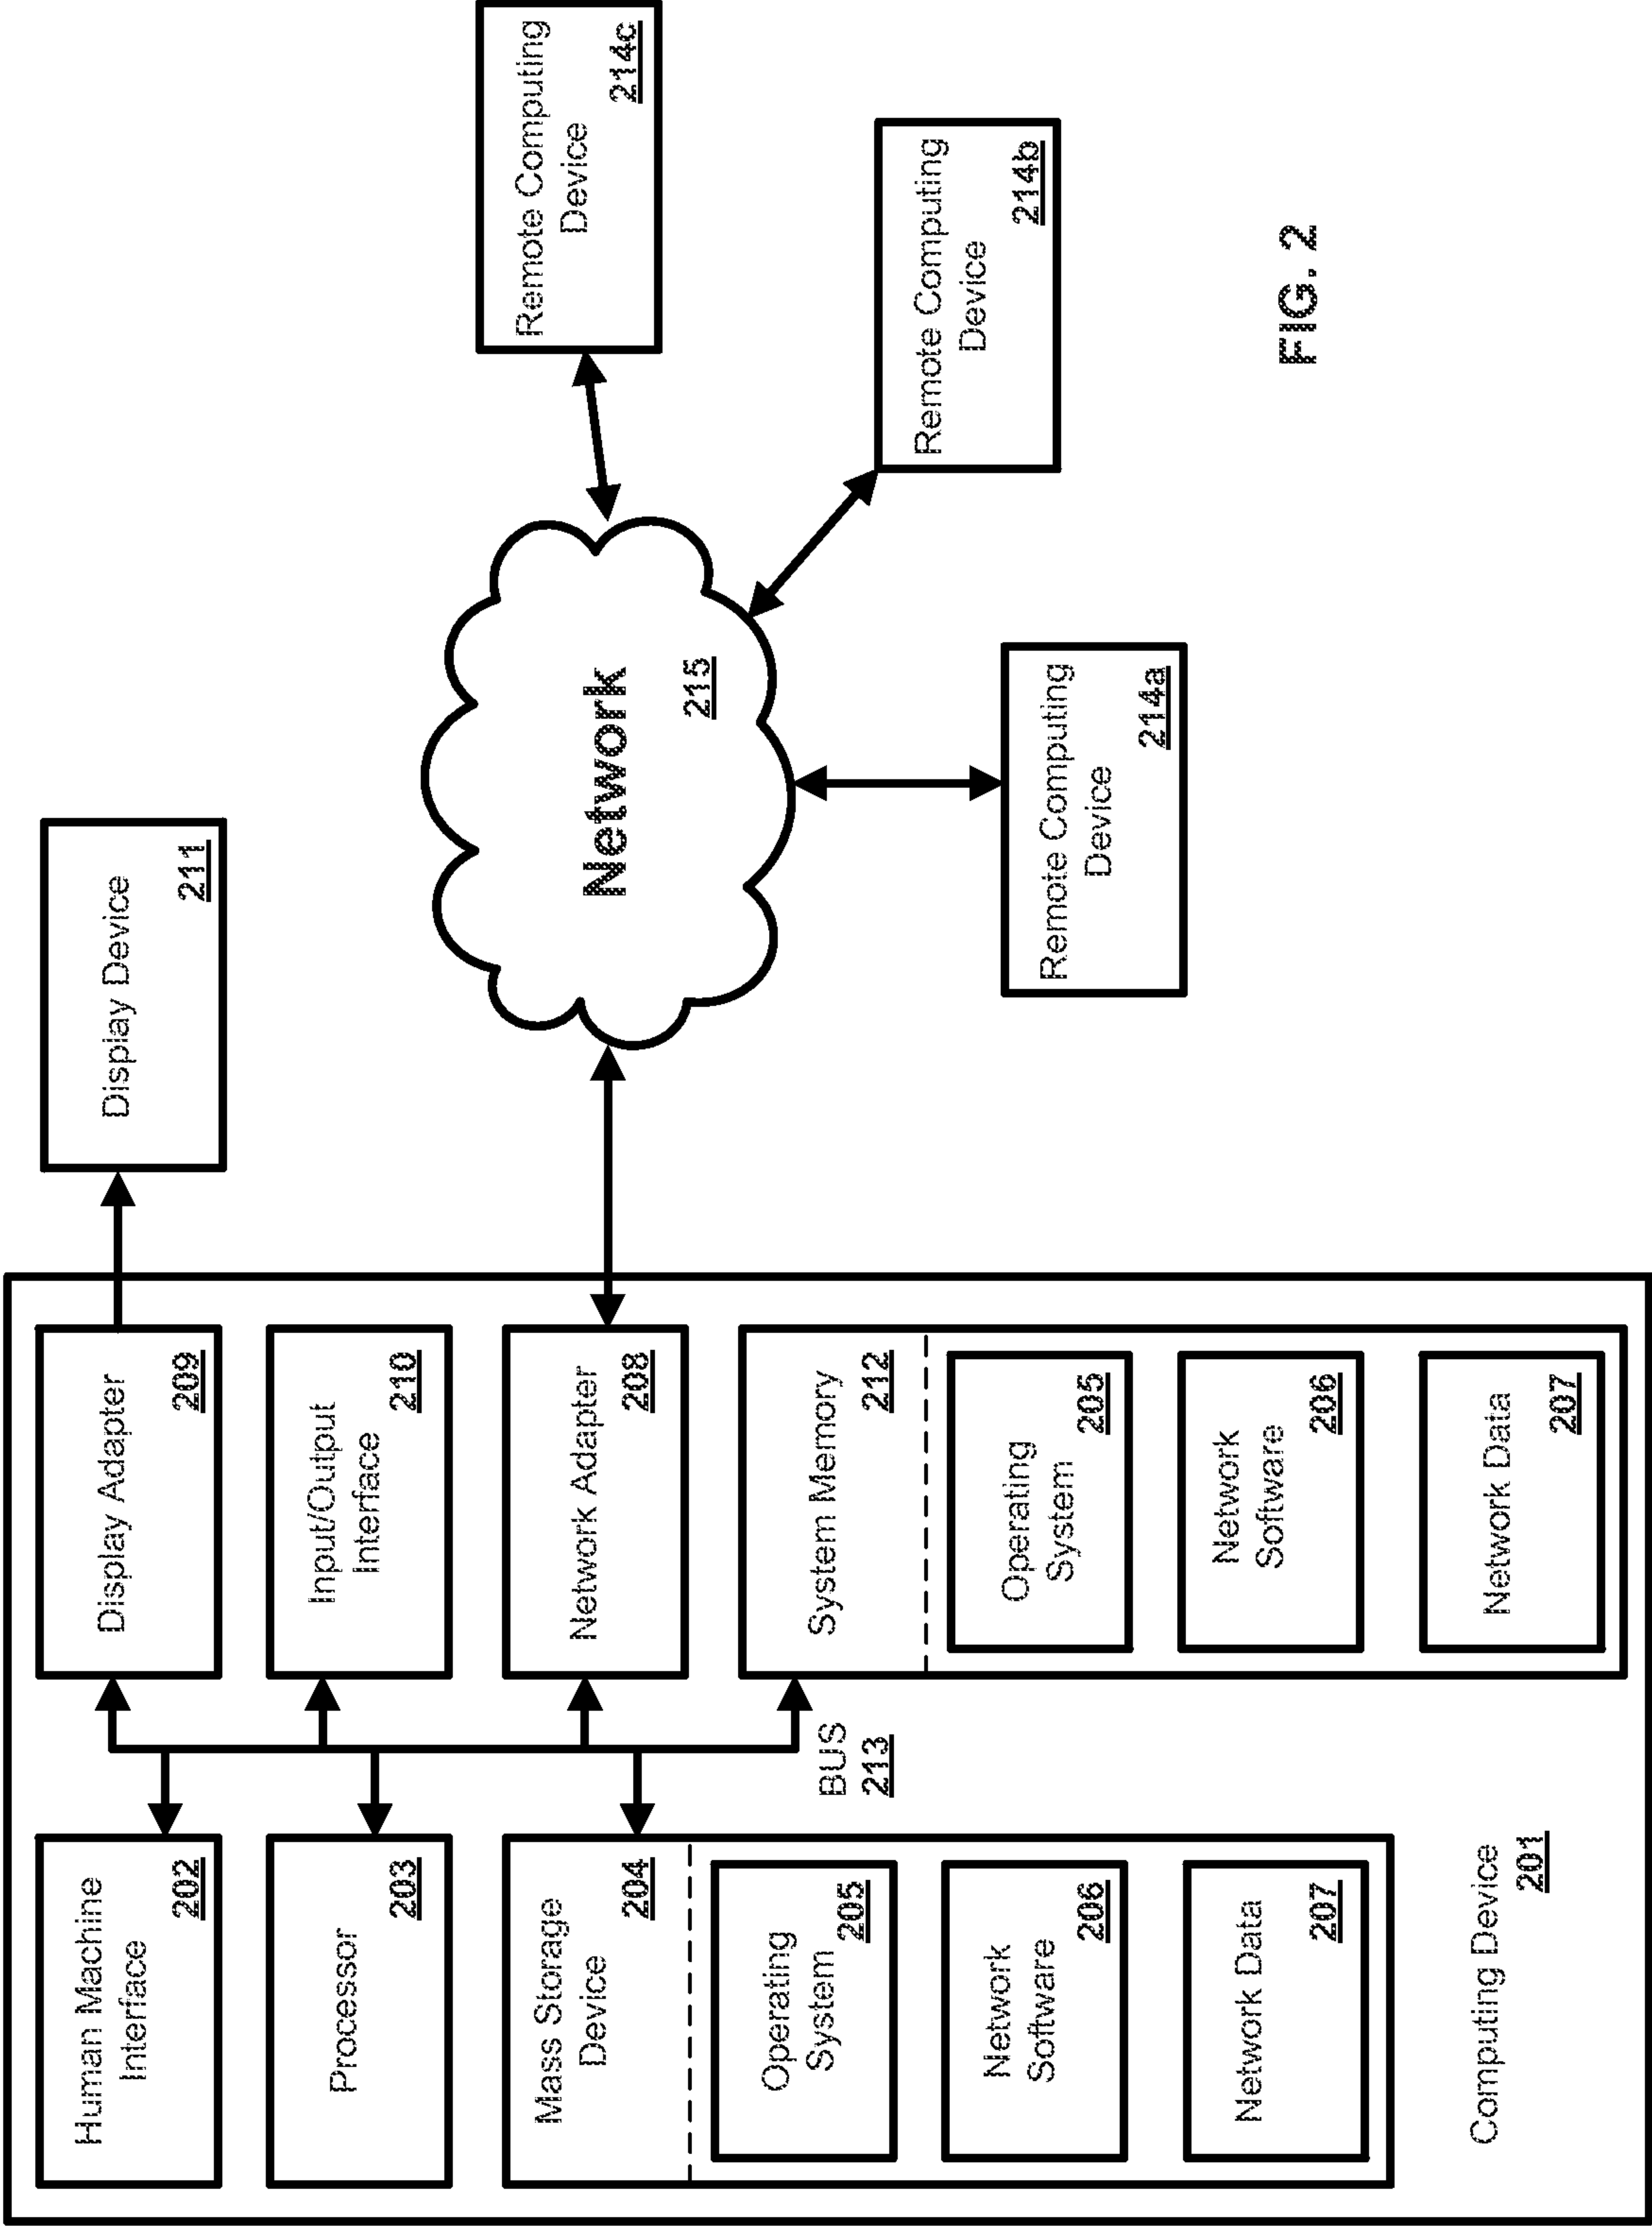 Human Machine
Interface
202
Processor
203
Mass Storage
Device
204
Operating
System
205
Network
Software
206
Network Data
207
Computing Device
201
BUS
213
Display Adapter
209
Input/Output
Interface
210
Network Adapter
208
System Memory
212
Operating
System
205
Network
Software
206
Network Data
207
Display Device
211
Network
215
Remote Computing
Device
214a
Remote Computing
Device
214b
Remote Computing
Device
214c
FIG. 2